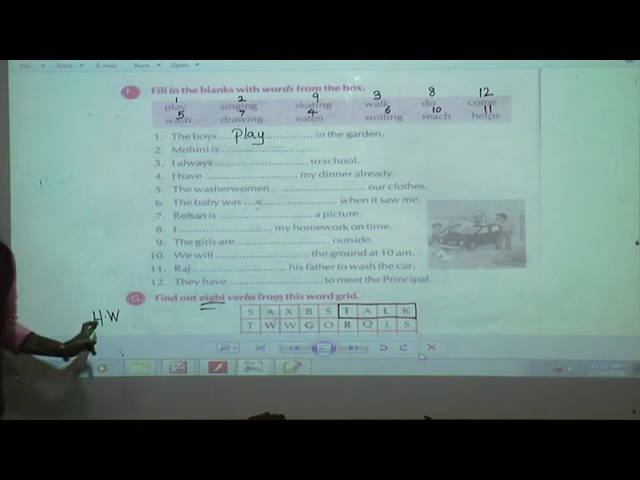 File Print E-mail Burn Open
F. Fill in the blanks with words from the box.
1 2 9 3 8 12
play singing skating walk do come
5 7 4 6 10 11
wash drawing eaten smiling reach helps
1. The boys ... play ............... in the garden.
2. Mohini is ........................... .
3. I always ........................... to school.
4. I have ........................... my dinner already.
5. The washerwomen ........................... our clothes.
6. The baby was ........................... when it saw me.
7. Rohan is ........................... a picture.
8. I ........................... my homework on time.
9. The girls are ........................... outside.
10. We will ........................... the ground at 10 am.
11. Raj ........................... his father to wash the car.
12. They have ........................... to meet the Principal.
H.W
G. Find out eight verbs from this word grid.
S A X B S T A L K
T W W G O R Q I S